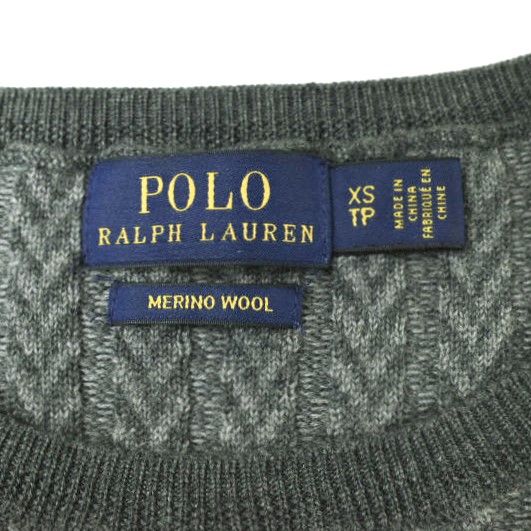 POLO
RALPH LAUREN
XS
TP
MADE IN
CHINA
FABRIQUÉ EN
CHINE
MERINO WOOL